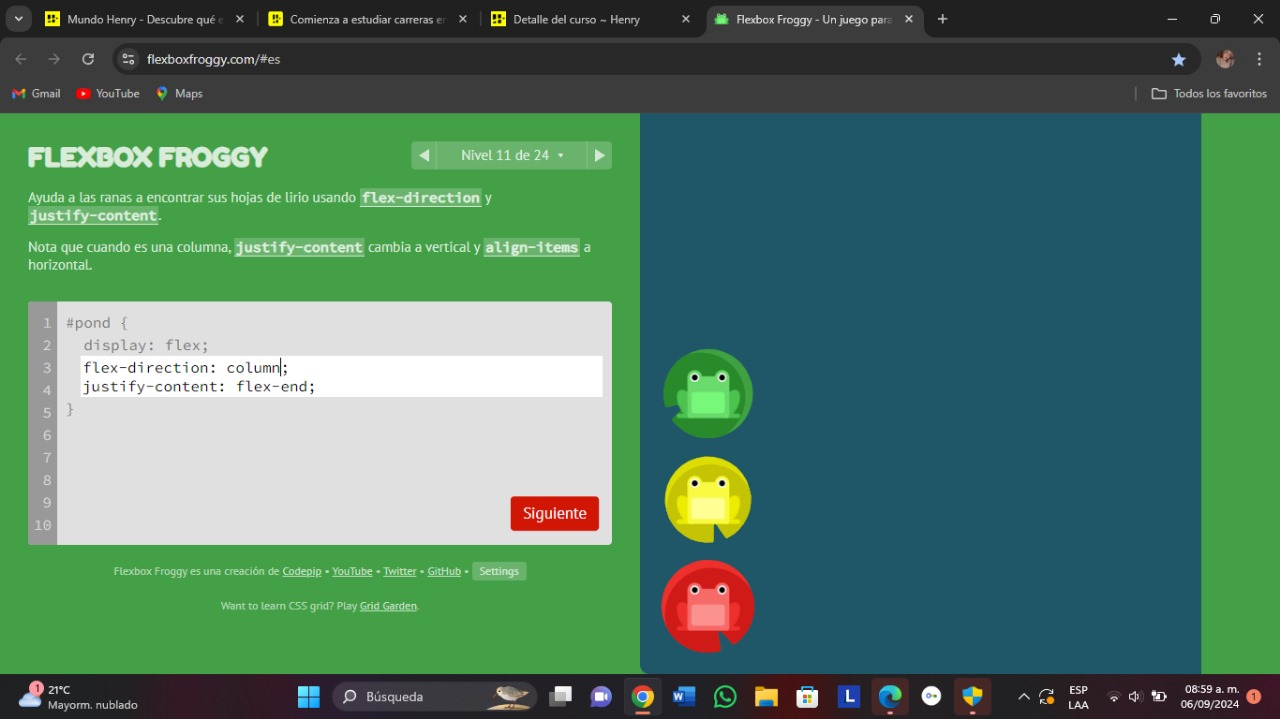 Mundo Henry - Descubre qué e
Comienza a estudiar carreras en
Detalle del curso ~ Henry
Flexbox Froggy - Un juego para
flexboxfroggy.com/#es
Gmail
YouTube
Maps
Todos los favoritos
FLEXBOX FROGGY
Nivel 11 de 24
Ayuda a las ranas a encontrar sus hojas de lirio usando flex-direction y
justify-content.
Nota que cuando es una columna, justify-content cambia a vertical y align-items a
horizontal.
1 #pond {
2 display: flex;
3 flex-direction: column;
4 justify-content: flex-end;
5 }
6
7
8
9
10
Siguiente
Flexbox Froggy es una creación de Codepip • YouTube • Twitter • GitHub • Settings
Want to learn CSS grid? Play Grid Garden.
1
21°C
Mayorm. nublado
Búsqueda
W
L
ESP
LAA
08:59 a. m.
06/09/2024
1